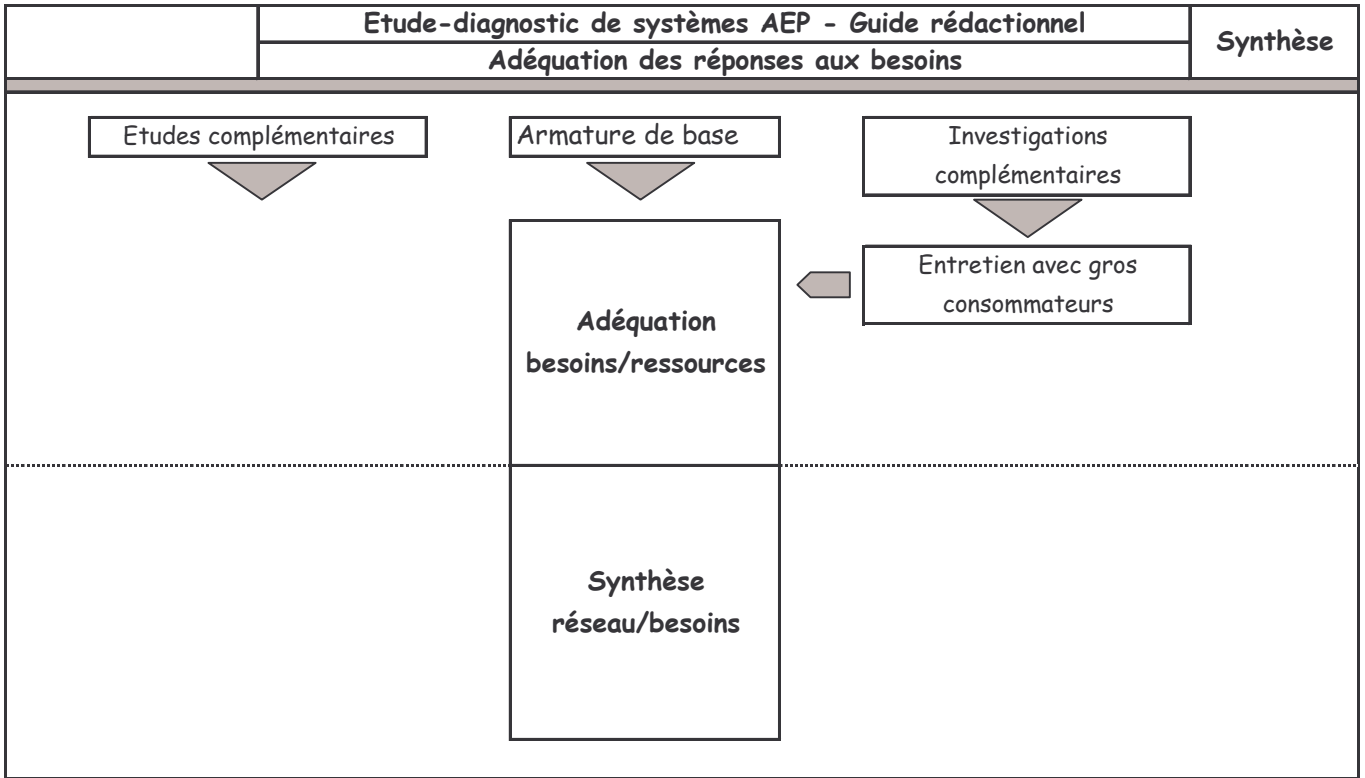 Etude-diagnostic de systèmes AEP - Guide rédactionnel
Adéquation des réponses aux besoins
Synthèse
Etudes complémentaires
Armature de base
Investigations
complémentaires
Entretien avec gros
consommateurs
Adéquation
besoins/ressources
Synthèse
réseau/besoins